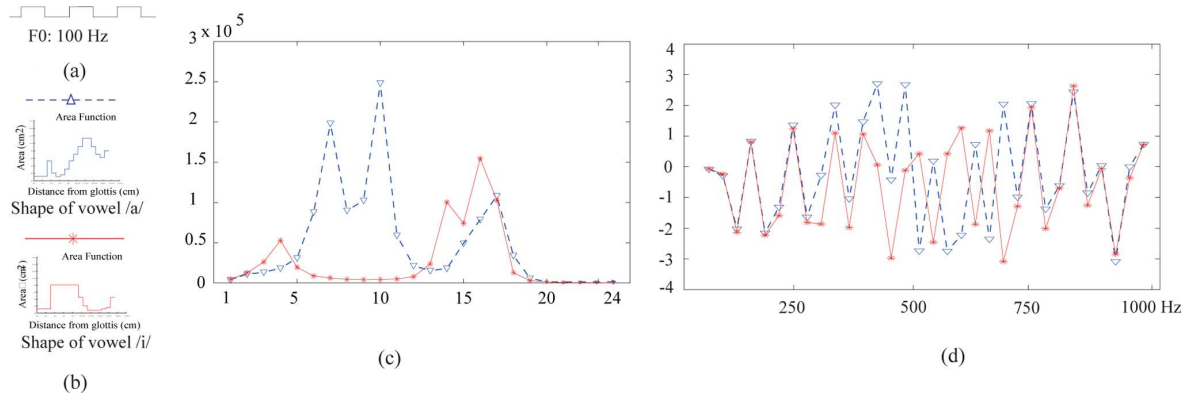 F0: 100 Hz
(a)
Area Function
Area (cm2)
Distance from glottis (cm)
Shape of vowel /a/
Area Function
Area□(cm2)
Distance from glottis (cm)
Shape of vowel /i/
(b)
3 x 10 5
2.5
2
1.5
1
0.5
0
1 5 10 15 20 24
(c)
4
3
2
1
0
-1
-2
-3
-4
250 500 750 1000 Hz
(d)